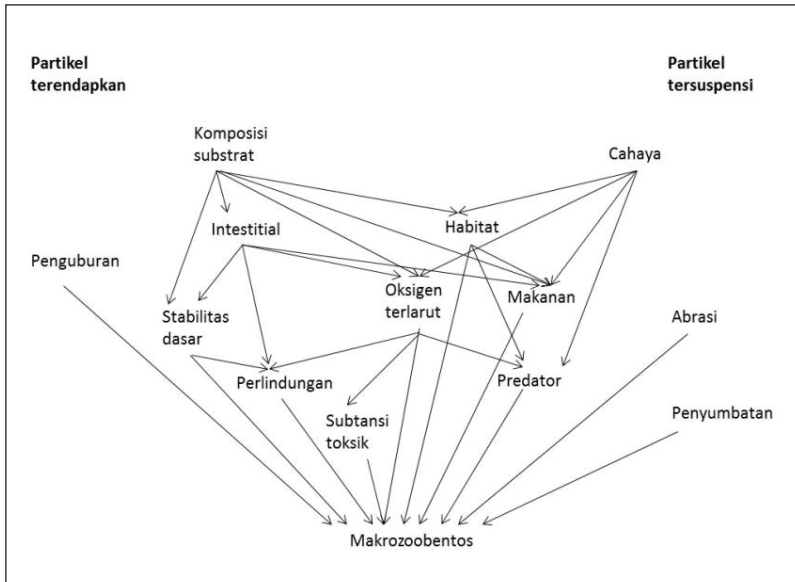 Partikel
terendapkan
Partikel
tersuspensi
Komposisi
substrat
Cahaya
Intestitial
Habitat
Penguburan
Oksigen
terlarut
Makanan
Stabilitas
dasar
Abrasi
Perlindungan
Predator
Subtansi
toksik
Penyumbatan
Makrozoobentos